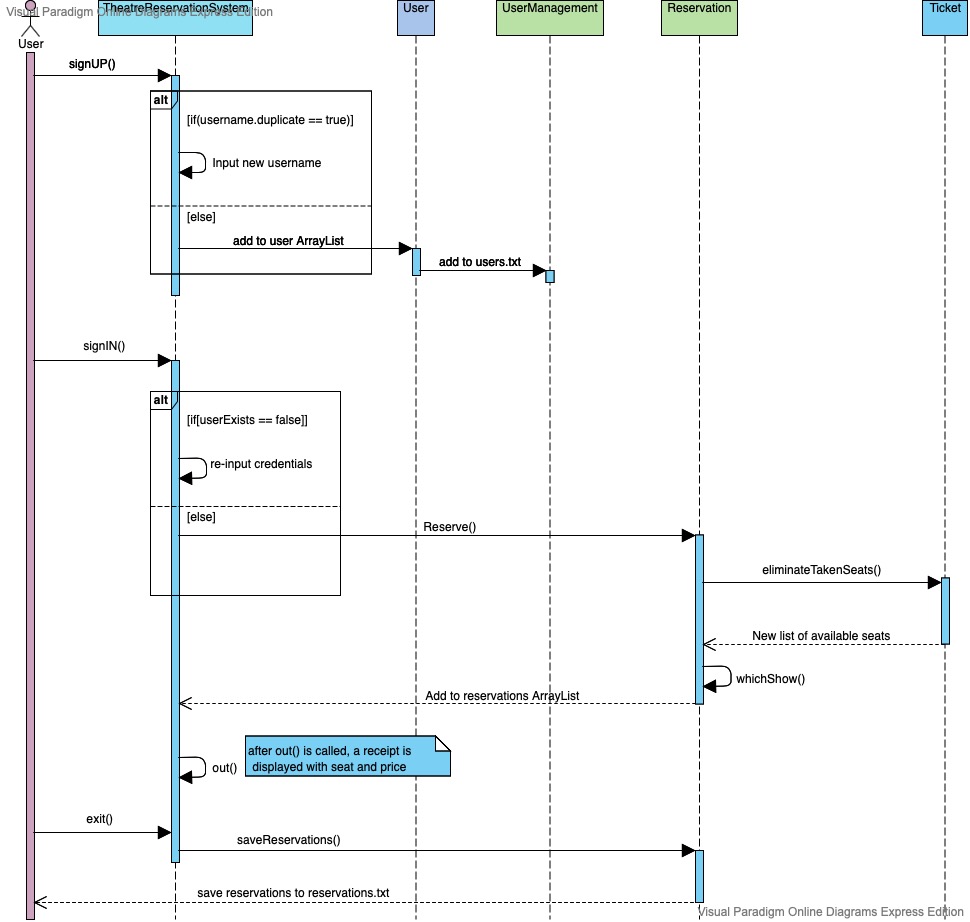 Visual Paradigm Online Diagrams Express Edition
TheatreReservationSystem
User
UserManagement
Reservation
Ticket
User
signUP()
alt
[if(username.duplicate == true)]
Input new username
[else]
add to user ArrayList
add to users.txt
signIN()
alt
[if[userExists == false]]
re-input credentials
[else]
Reserve()
eliminateTakenSeats()
New list of available seats
whichShow()
Add to reservations ArrayList
after out() is called, a receipt is
displayed with seat and price
out()
exit()
saveReservations()
save reservations to reservations.txt
Visual Paradigm Online Diagrams Express Edition